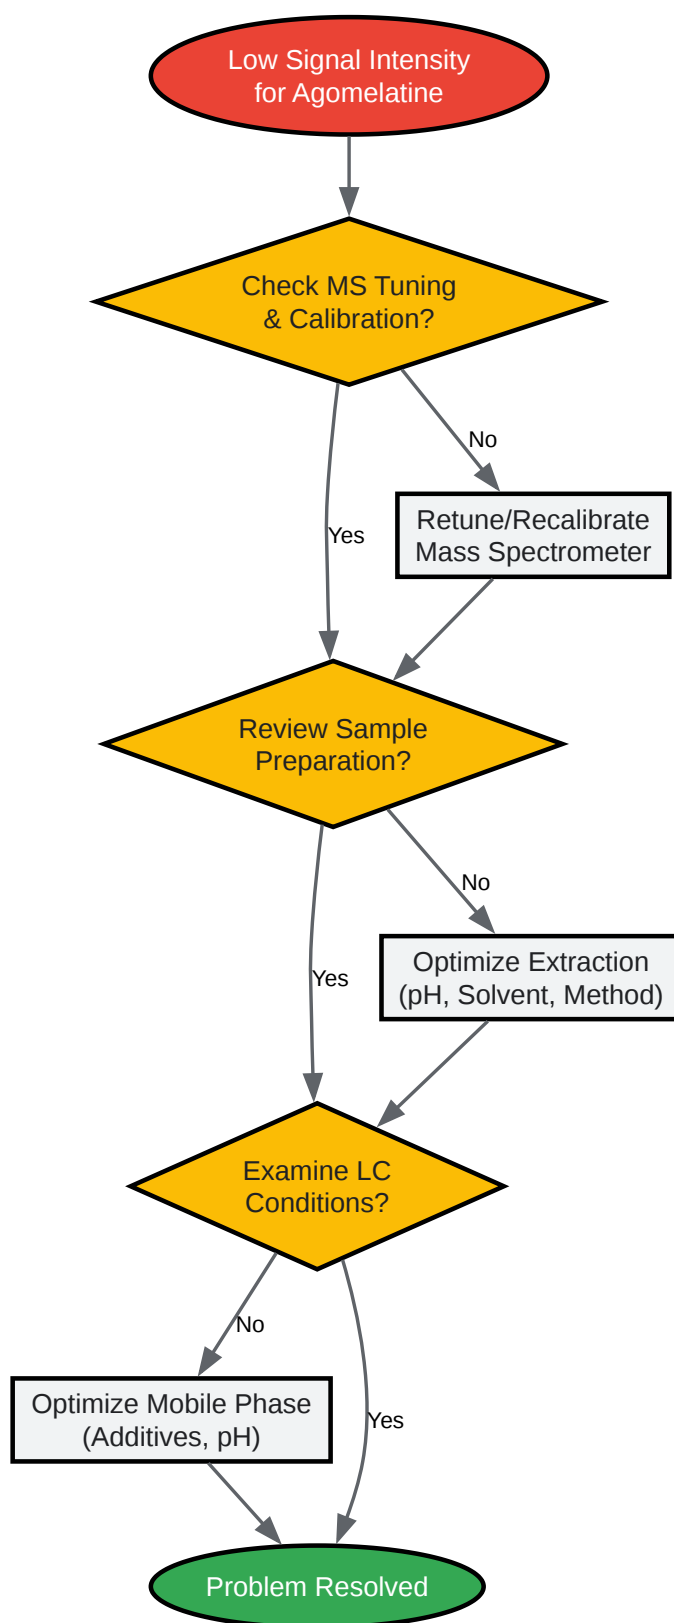 Low Signal Intensity
for Agomelatine
Check MS Tuning
& Calibration?
No
Retune/Recalibrate
Mass Spectrometer
Yes
Review Sample
Preparation?
No
Optimize Extraction
(pH, Solvent, Method)
Yes
Examine LC
Conditions?
No
Optimize Mobile Phase
(Additives, pH)
Yes
Problem Resolved